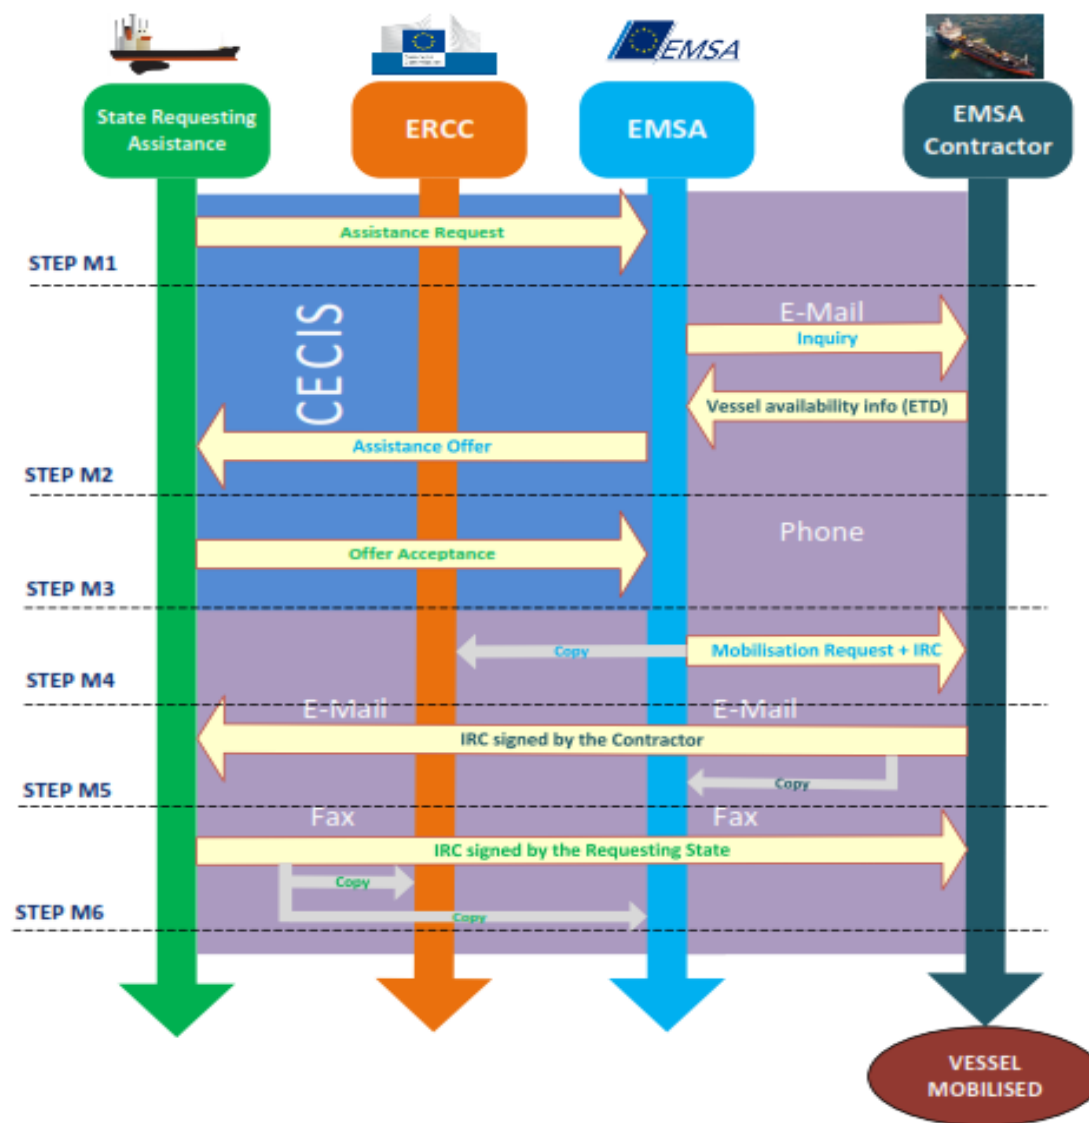 EMSA
State Requesting
Assistance
ERCC
EMSA
EMSA
Contractor
Assistance Request
STEP M1
E-Mail
Inquiry
CECIS
Vessel availability info (ETD)
Assistance Offer
STEP M2
Phone
Offer Acceptance
STEP M3
Copy
Mobilisation Request + IRC
STEP M4
E-Mail
E-Mail
IRC signed by the Contractor
Copy
STEP M5
Fax
Fax
IRC signed by the Requesting State
Copy
Copy
STEP M6
VESSEL
MOBILISED